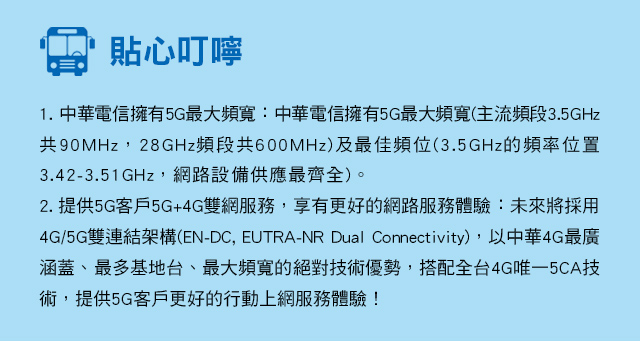 貼心叮嚀
1. 中華電信擁有5G最大頻寬：中華電信擁有5G最大頻寬(主流頻段3.5GHz
共90MHz，28GHz頻段共600MHz)及最佳頻位(3.5GHz的頻率位置
3.42-3.51GHz，網路設備供應最齊全)。
2. 提供5G客戶5G+4G雙網服務，享有更好的網路服務體驗：未來將採用
4G/5G雙連結架構(EN-DC, EUTRA-NR Dual Connectivity)，以中華4G最廣
涵蓋、最多基地台、最大頻寬的絕對技術優勢，搭配全台4G唯一5CA技
術，提供5G客戶更好的行動上網服務體驗！